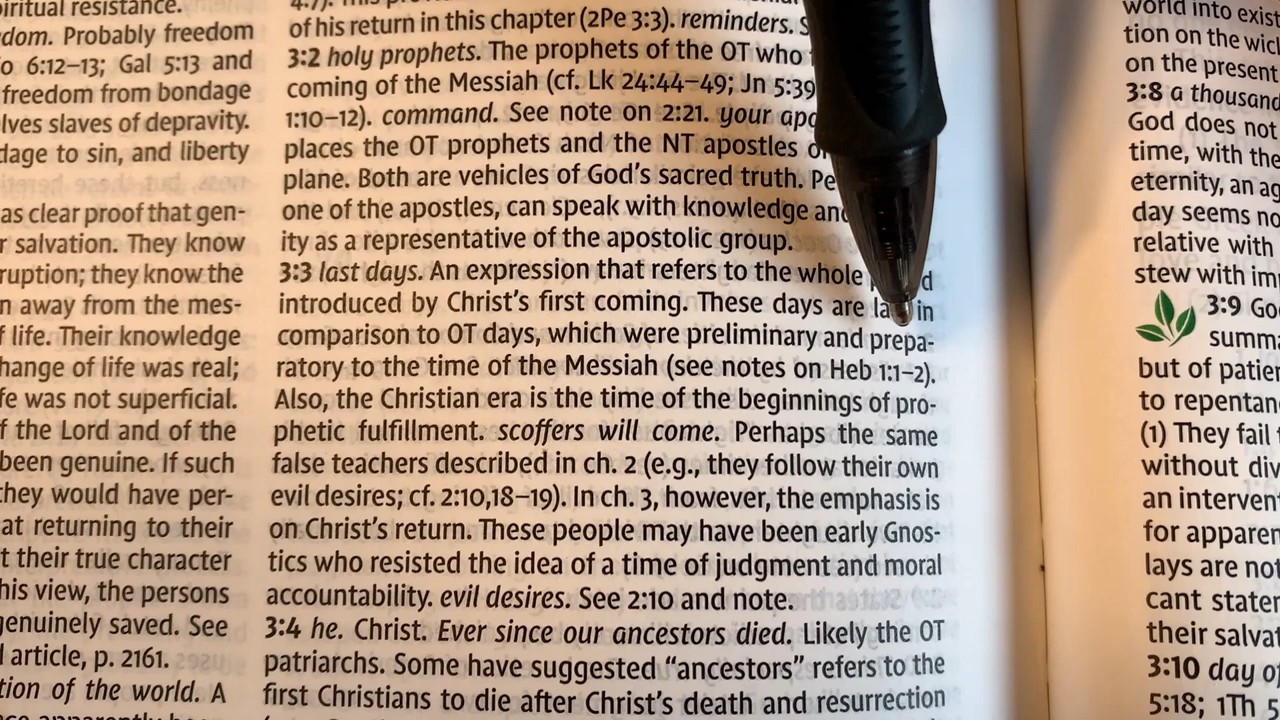 iritual resistance.
dom. Probably freedom
o 6:12–13; Gal 5:13 and
freedom from bondage
lves slaves of depravity.
dage to sin, and liberty
as clear proof that gen-
r salvation. They know
ruption; they know the
n away from the mes-
f life. Their knowledge
hange of life was real;
fe was not superficial.
f the Lord and of the
been genuine. If such
they would have per-
at returning to their
t their true character
his view, the persons
genuinely saved. See
l article, p. 2161.
tion of the world. A
of his return in this chapter (2Pe 3:3). reminders. S
3:2 holy prophets. The prophets of the OT who
coming of the Messiah (cf. Lk 24:44–49; Jn 5:39
1:10–12). command. See note on 2:21. your apo
places the OT prophets and the NT apostles
plane. Both are vehicles of God's sacred truth. Pe
one of the apostles, can speak with knowledge and
ity as a representative of the apostolic group.
3:3 last days. An expression that refers to the whole
introduced by Christ's first coming. These days are in
comparison to OT days, which were preliminary and prepa-
ratory to the time of the Messiah (see notes on Heb 1:1–2).
Also, the Christian era is the time of the beginnings of pro-
phetic fulfillment. scoffers will come. Perhaps the same
false teachers described in ch. 2 (e.g., they follow their own
evil desires; cf. 2:10,18–19). In ch. 3, however, the emphasis is
on Christ's return. These people may have been early Gnos-
tics who resisted the idea of a time of judgment and moral
accountability. evil desires. See 2:10 and note.
3:4 he. Christ. Ever since our ancestors died. Likely the OT
patriarchs. Some have suggested "ancestors" refers to the
first Christians to die after Christ's death and resurrection
world into exist
tion on the wick
on the present
3:8 a thousand
God does not
time, with the
eternity, an ag
day seems no
relative with
stew with im
3:9 Go
summa
but of patien
to repentan
(1) They fail t
without div
an interven
for apparen
lays are not
cant staten
their salvat
3:10 day of
5:18; 1Th 5